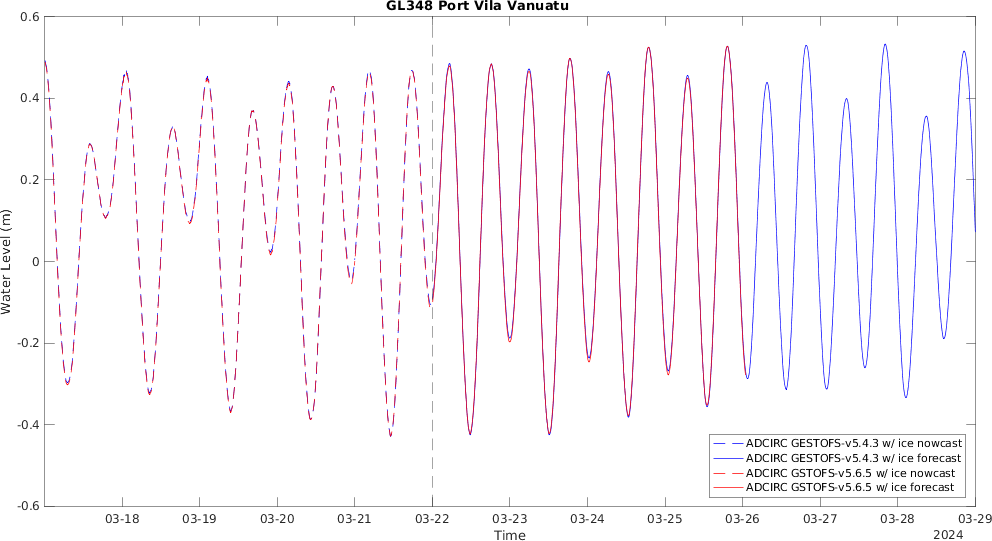 GL348 Port Vila Vanuatu
0.6
0.4
0.2
0
-0.2
-0.4
-0.6
Water Level (m)
03-18 03-19 03-20 03-21 03-22 03-23 03-24 03-25 03-26 03-27 03-28 03-29
Time
2024
ADCIRC GESTOFS-v5.4.3 w/ ice nowcast
ADCIRC GESTOFS-v5.4.3 w/ ice forecast
ADCIRC GSTOFS-v5.6.5 w/ ice nowcast
ADCIRC GSTOFS-v5.6.5 w/ ice forecast